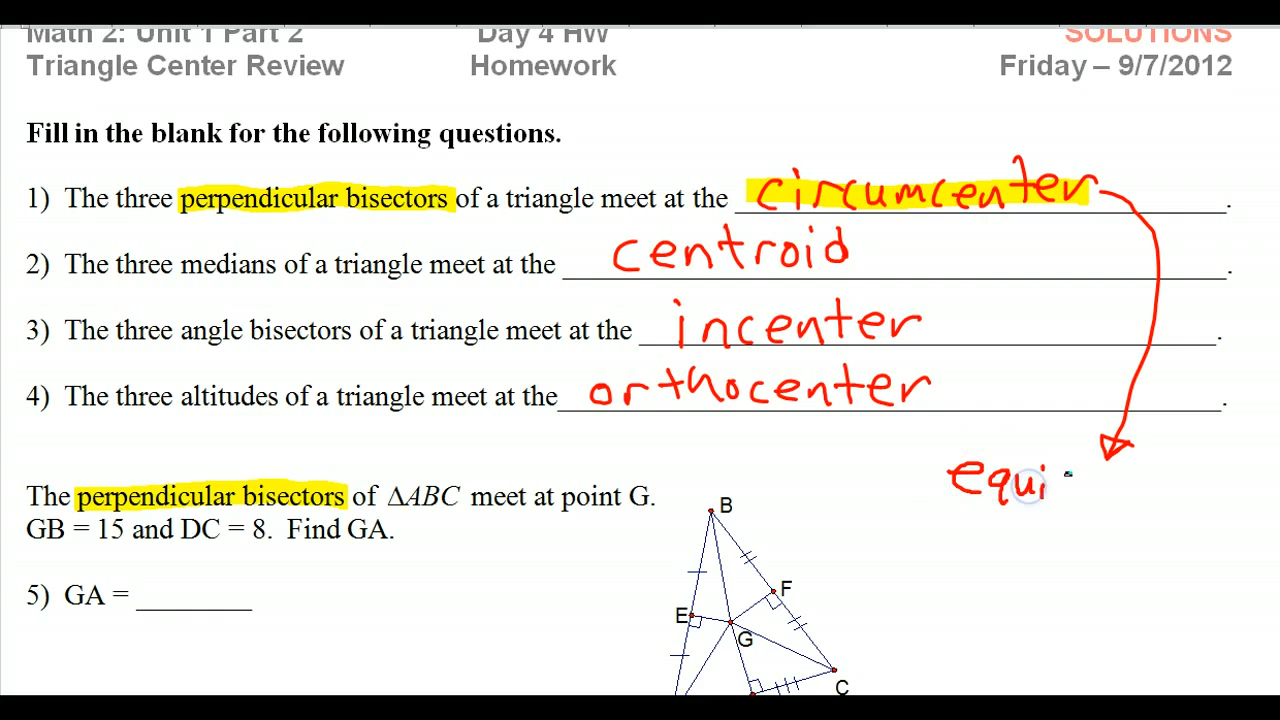 Math 2: Unit 1 Part 2 Day 4 HW SOLUTIONS
Triangle Center Review Homework Friday – 9/7/2012
Fill in the blank for the following questions.
1) The three perpendicular bisectors of a triangle meet at the circumcenter.
2) The three medians of a triangle meet at the centroid.
3) The three angle bisectors of a triangle meet at the incenter.
4) The three altitudes of a triangle meet at the orthocenter.
equi
The perpendicular bisectors of ΔABC meet at point G.
GB = 15 and DC = 8. Find GA.
5) GA = ________
B
F
E
G
C